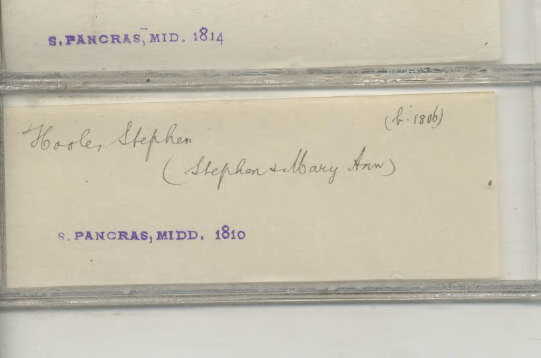 S. PANCRAS, MID. 1814
(b. 1806)
Hoole, Stephen
(Stephen & Mary Ann)
S. PANCRAS, MIDD. 1810